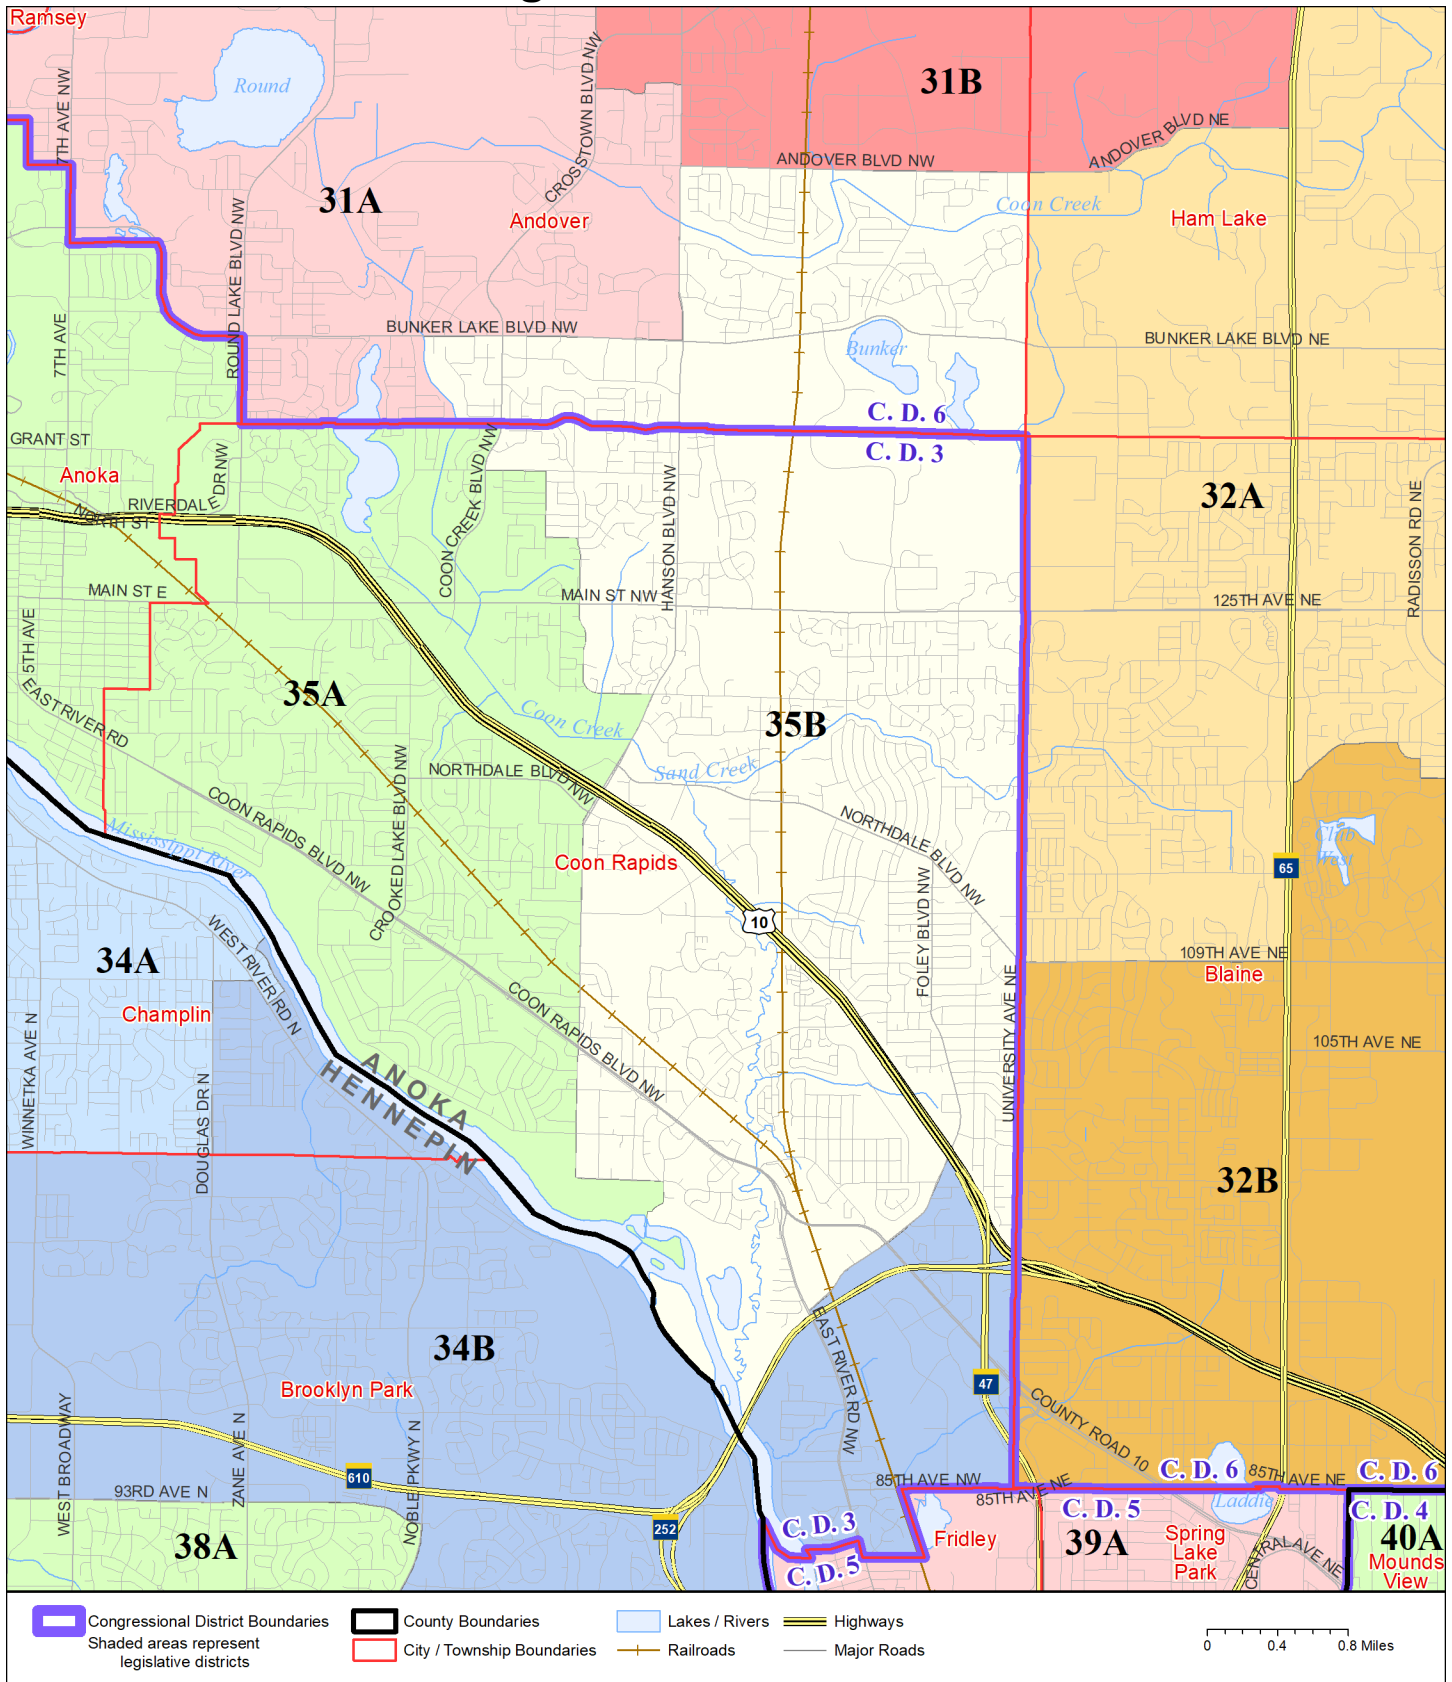 Ramsey
Round
7TH AVE NW
CROSSTOWN BLVD NW
31B
ANDOVER BLVD NE
ANDOVER BLVD NW
31A
Andover
Coon Creek
Ham Lake
ROUND LAKE BLVD NW
7TH AVE
BUNKER LAKE BLVD NW
Bunker
BUNKER LAKE BLVD NE
C. D. 6
C. D. 3
GRANT ST
Anoka
DR NW
RIVERDALE
NORTH ST
COON CREEK BLVD NW
HANSON BLVD NW
32A
RADISSON RD NE
MAIN ST E
MAIN ST NW
125TH AVE NE
5TH AVE
EAST RIVER RD
35A
Coon Creek
35B
Sand Creek
NORTHDALE BLVD NW
COON RAPIDS BLVD NW
CROOKED LAKE BLVD NW
NORTHDALE BLVD NW
Mississippi River
Coon Rapids
Club
West
65
10
FOLEY BLVD NW
34A
WEST RIVER RD N
109TH AVE NE
Blaine
Champlin
COON RAPIDS BLVD NW
UNIVERSITY AVE NE
WINNETKA AVE N
DOUGLAS DR N
ANOKA
HENNEPIN
105TH AVE NE
32B
34B
Brooklyn Park
EAST RIVER RD NW
47
COUNTY ROAD 10
WEST BROADWAY
ZANE AVE N
NOBLE PKWY N
610
93RD AVE N
85TH AVE NW
85TH AVE NE
C. D. 6
85TH AVE NE
C. D. 6
C. D. 5
Laddie
C. D. 4
252
C. D. 3
C. D. 5
Fridley
39A
Spring
Lake
Park
CENTRAL AVE NE
40A
Mounds
View
38A
Congressional District Boundaries
Shaded areas represent
legislative districts
County Boundaries
City / Township Boundaries
Lakes / Rivers
Railroads
Highways
Major Roads
0 0.4 0.8 Miles